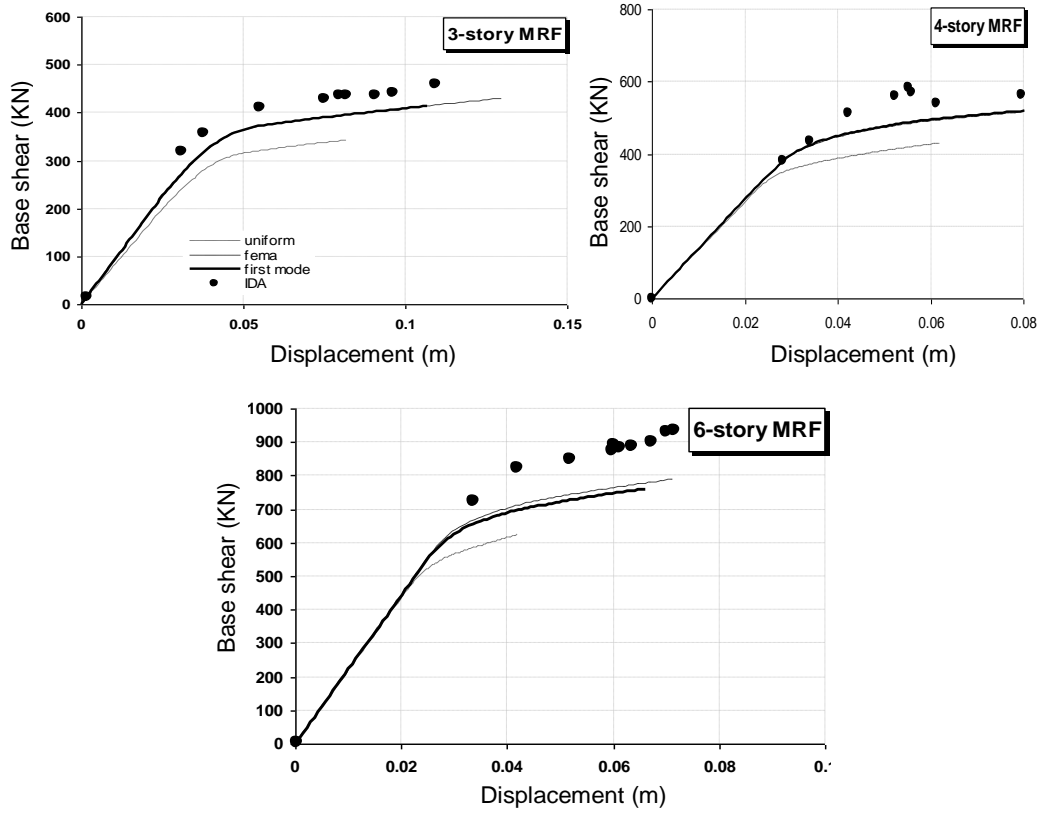 3-story MRF
Base shear (KN)
600
500
400
300
200
100
0
uniform
fema
first mode
IDA
0 0.05 0.1 0.15
Displacement (m)
4-story MRF
Base shear (KN)
800
600
400
200
0
0 0.02 0.04 0.06 0.08
Displacement (m)
6-story MRF
Base shear (KN)
1000
900
800
700
600
500
400
300
200
100
0
0 0.02 0.04 0.06 0.08
Displacement (m)